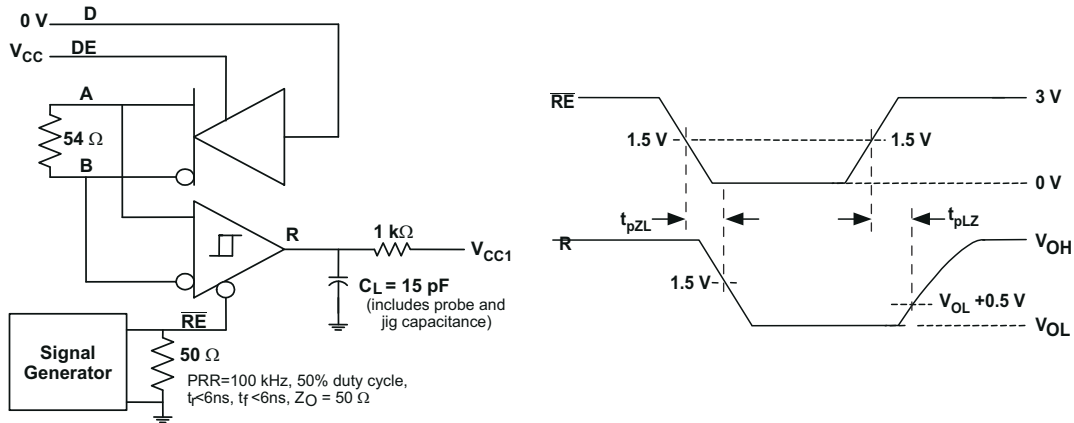 0 V D
VCC DE
A
54 Ω
B
R
1 kΩ
VCC1
CL = 15 pF
(includes probe and
jig capacitance)
RE
Signal
Generator
50 Ω
PRR=100 kHz, 50% duty cycle,
tr<6ns, tf <6ns, ZO = 50 Ω
RE
3 V
1.5 V
1.5 V
0 V
tpZL
tpLZ
R
VOH
1.5 V
VOL +0.5 V
VOL